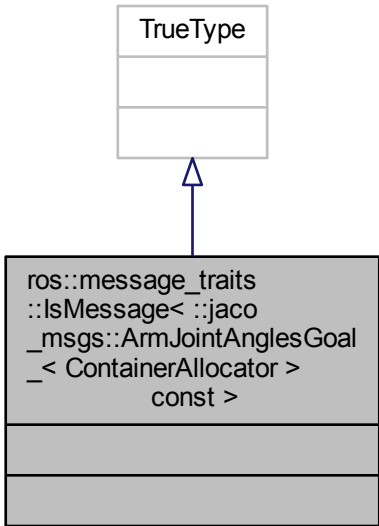 TrueType
ros::message_traits
::IsMessage< ::jaco
_msgs::ArmJointAnglesGoal
_< ContainerAllocator >
const >